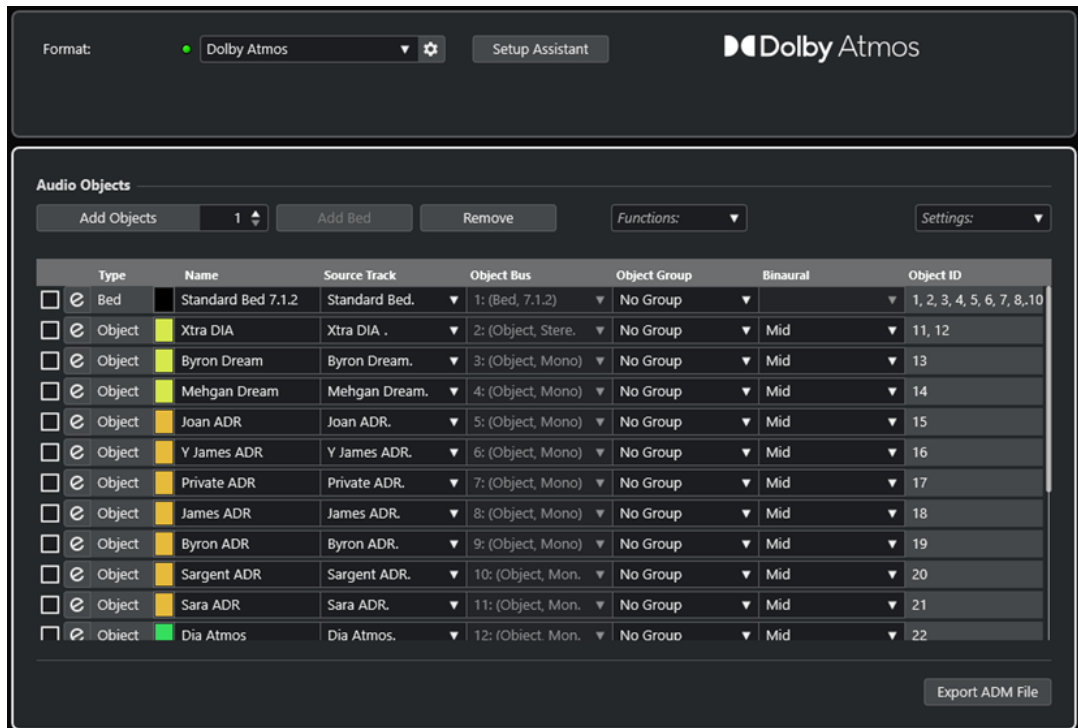 Format: Dolby Atmos Setup Assistant Dolby Atmos
Audio Objects
Add Objects 1 Add Bed Remove Functions: Settings:
Type Name Source Track Object Bus Object Group Binaural Object ID
Bed Standard Bed 7.1.2 Standard Bed. 1: (Bed, 7.1.2) No Group 1, 2, 3, 4, 5, 6, 7, 8,.10
Object Xtra DIA Xtra DIA . 2: (Object, Stere. No Group Mid 11, 12
Object Byron Dream Byron Dream. 3: (Object, Mono) No Group Mid 13
Object Mehgan Dream Mehgan Dream. 4: (Object, Mono) No Group Mid 14
Object Joan ADR Joan ADR. 5: (Object, Mono) No Group Mid 15
Object Y James ADR Y James ADR. 6: (Object, Mono) No Group Mid 16
Object Private ADR Private ADR. 7: (Object, Mono) No Group Mid 17
Object James ADR James ADR. 8: (Object, Mono) No Group Mid 18
Object Byron ADR Byron ADR. 9: (Object, Mono) No Group Mid 19
Object Sargent ADR Sargent ADR. 10: (Object, Mon. No Group Mid 20
Object Sara ADR Sara ADR. 11: (Object, Mon. No Group Mid 21
Object Dia Atmos Dia Atmos. 12: (Object, Mon. No Group Mid 22
Export ADM File